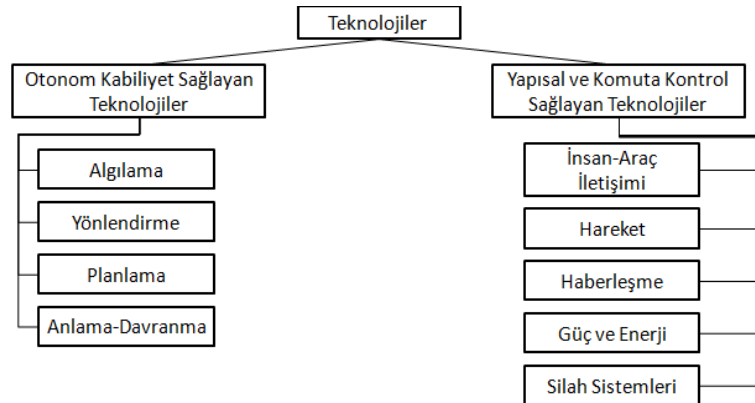 Teknolojiler
Otonom Kabiliyet Sağlayan
Teknolojiler
Algılama
Yönlendirme
Planlama
Anlama-Davranma
Yapısal ve Komuta Kontrol
Sağlayan Teknolojiler
İnsan-Araç
İletişimi
Hareket
Haberleşme
Güç ve Enerji
Silah Sistemleri